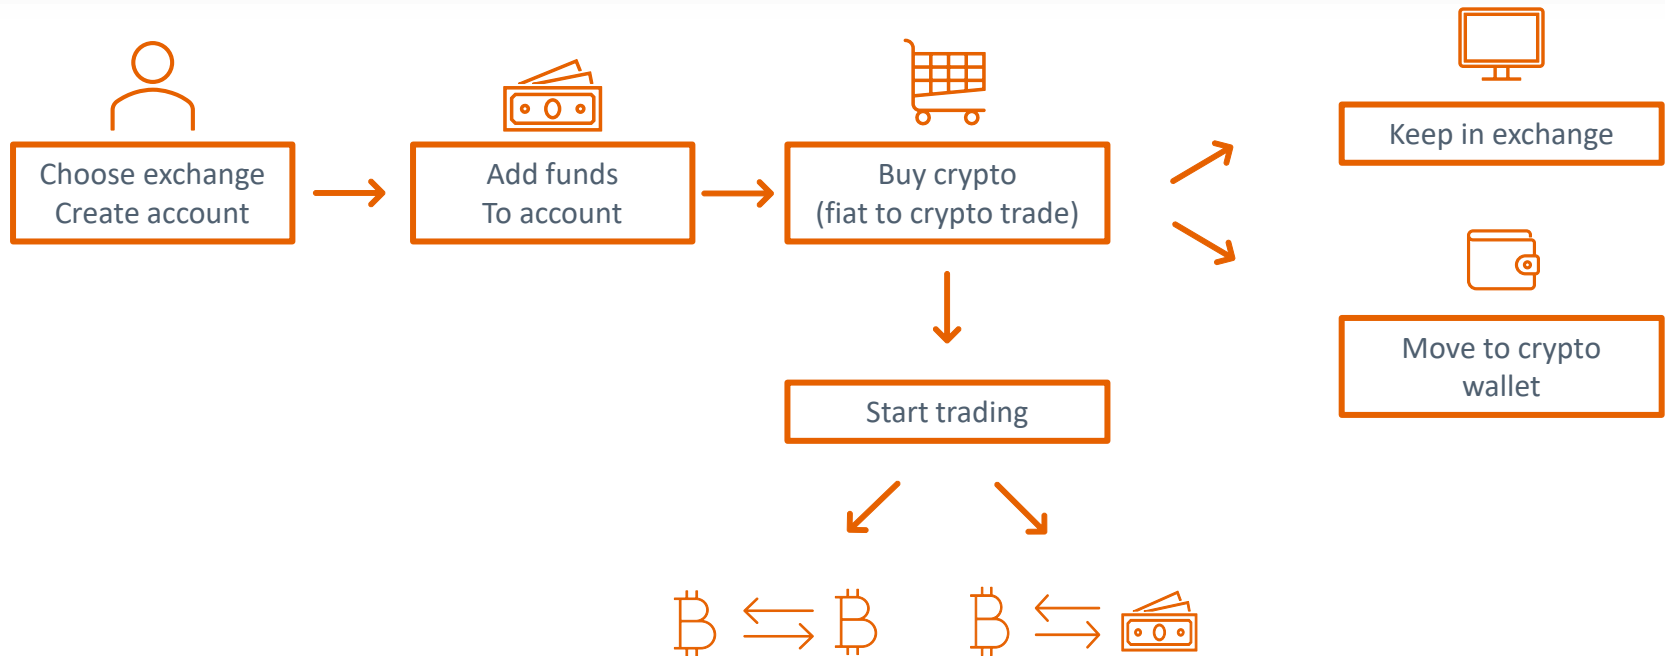 Choose exchange
Create account
Add funds
To account
Buy crypto
(fiat to crypto trade)
Keep in exchange
Move to crypto
wallet
Start trading